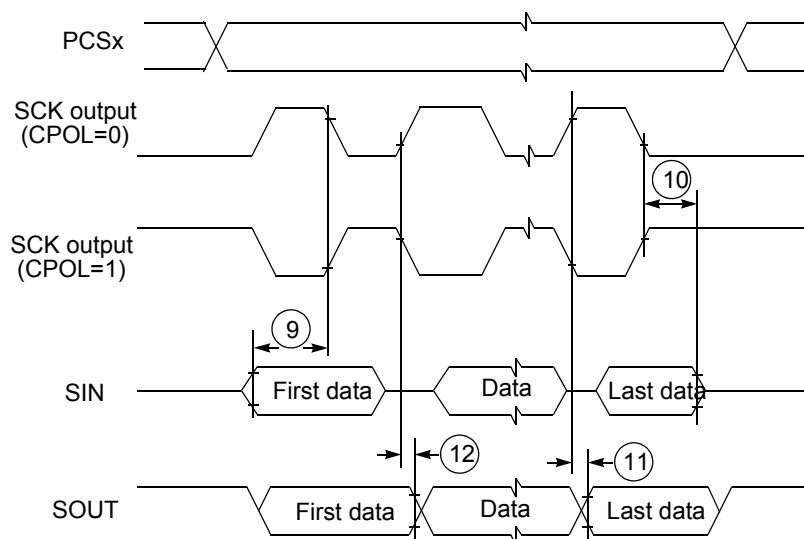 PCSx
SCK output
(CPOL=0)
10
SCK output
(CPOL=1)
9
SIN
First data
Data
Last data
12
11
SOUT
First data
Data
Last data